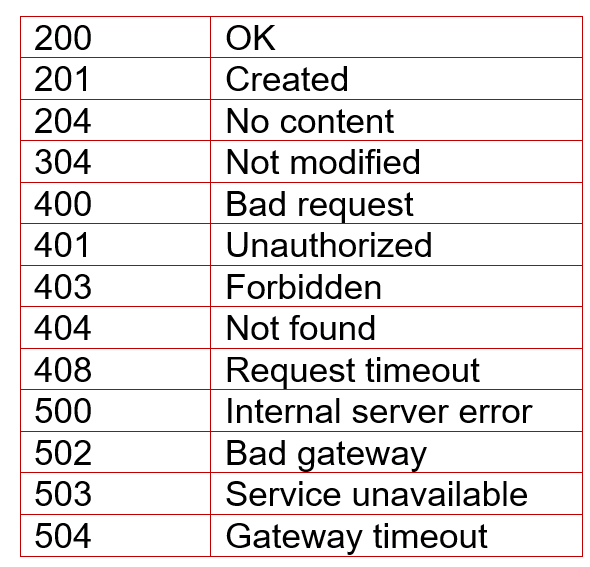 200 OK
201 Created
204 No content
304 Not modified
400 Bad request
401 Unauthorized
403 Forbidden
404 Not found
408 Request timeout
500 Internal server error
502 Bad gateway
503 Service unavailable
504 Gateway timeout